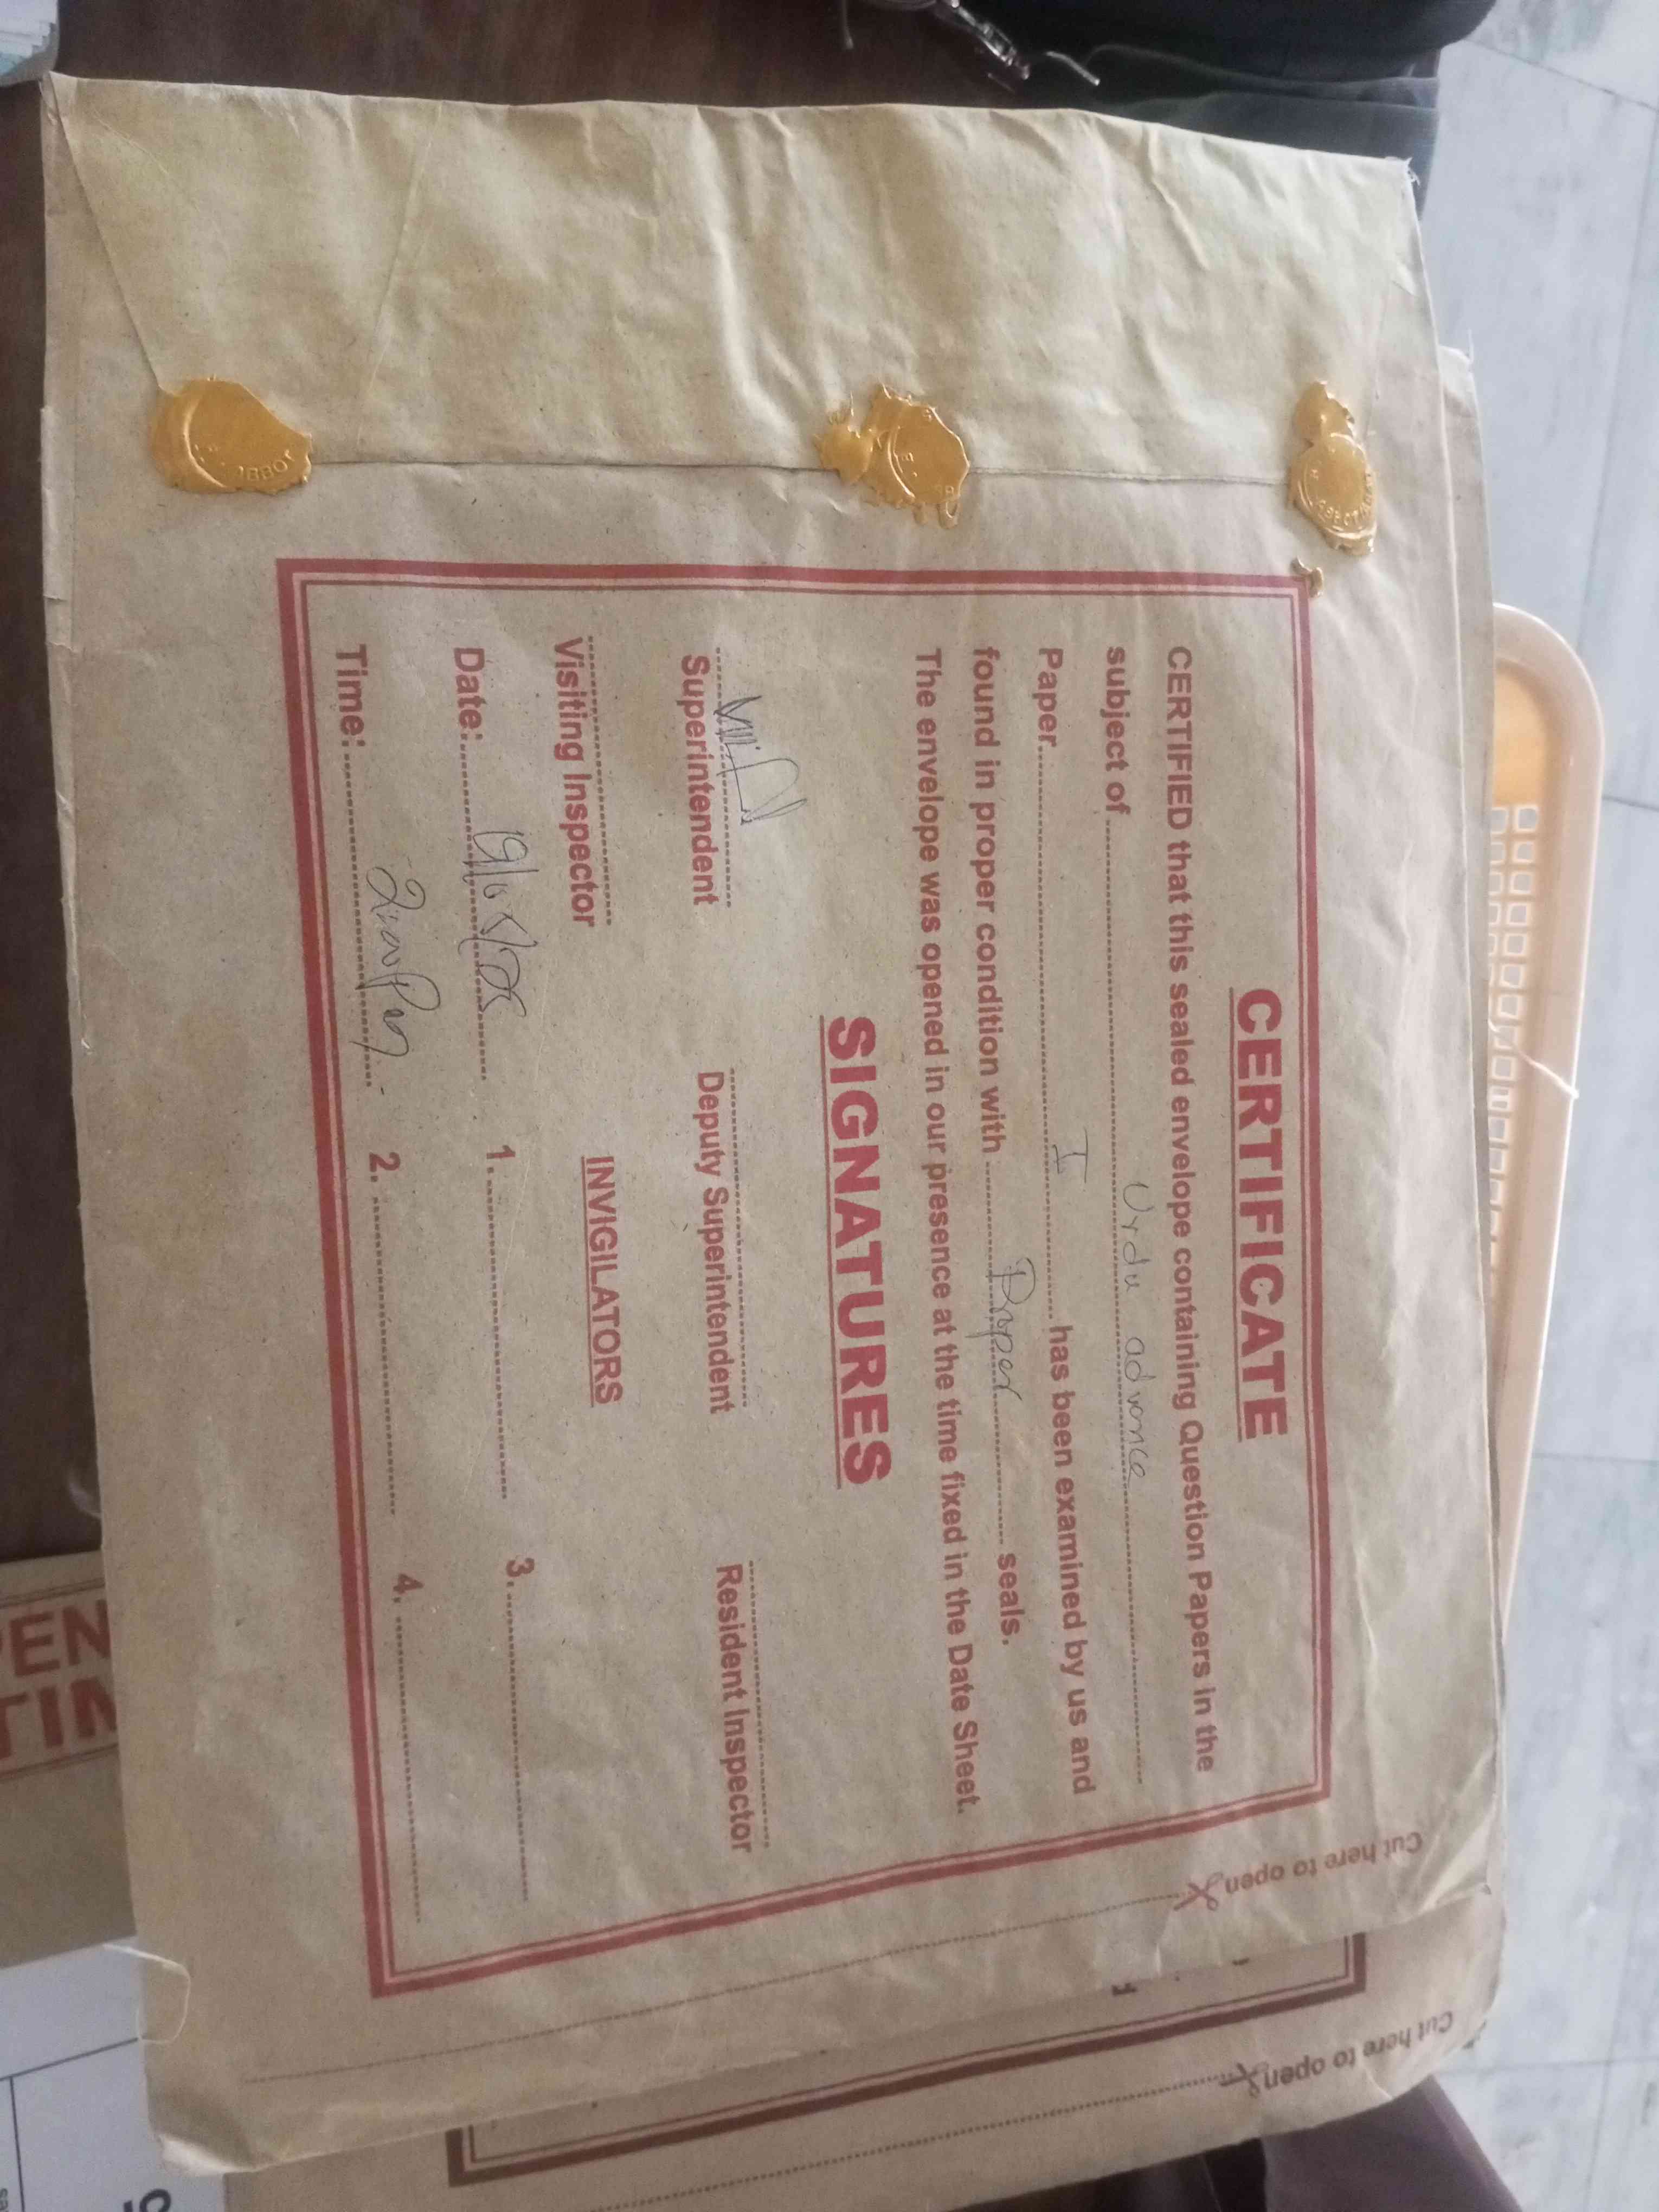 CERTIFICATE
CERTIFIED that this sealed envelope containing Question Papers in the
subject of Urdu advance
Paper I has been examined by us and
found in proper condition with Proper seals.
The envelope was opened in our presence at the time fixed in the Date Sheet.
SIGNATURES
Superintendent
Deputy Superintendent
Resident Inspector
Visiting Inspector
INVIGILATORS
Date:
1.
3.
Time:
2.
4.
Cut here to open
Cut here to open